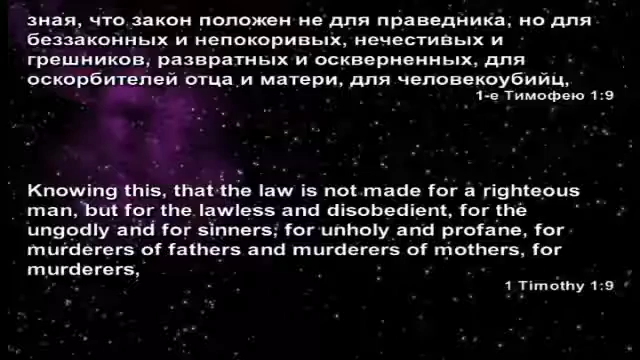 зная, что закон положен не для праведника, но для
беззаконных и непокоривых, нечестивых и
грешников, развратных и оскверненных, для
оскорбителей отца и матери, для человекоубийц,
1-е Тимофею 1:9
Knowing this, that the law is not made for a righteous
man, but for the lawless and disobedient, for the
ungodly and for sinners, for unholy and profane, for
murderers of fathers and murderers of mothers, for
murderers,
1 Timothy 1:9